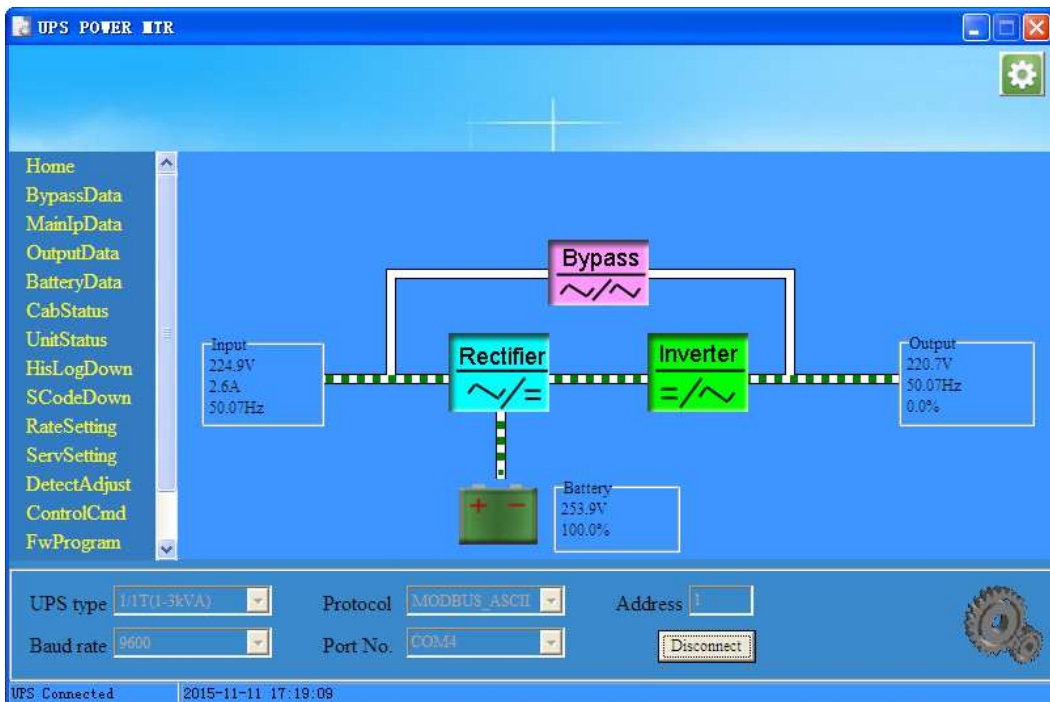 UPS POWER MTR
Home
BypassData
MainIpData
OutputData
BatteryData
CabStatus
UnitStatus
HisLogDown
SCodeDown
RateSetting
ServSetting
DetectAdjust
ControlCmd
FwProgram
Bypass
Input
224.9V
2.6A
50.07Hz
Rectifier
Inverter
Output
220.7V
50.07Hz
0.0%
Battery
253.9V
100.0%
UPS type 1/1T(1-3kVA) Protocol MODBUS_ASCII Address 1
Baud rate 9600 Port No. COM4 Disconnect
UPS Connected 2015-11-11 17:19:09